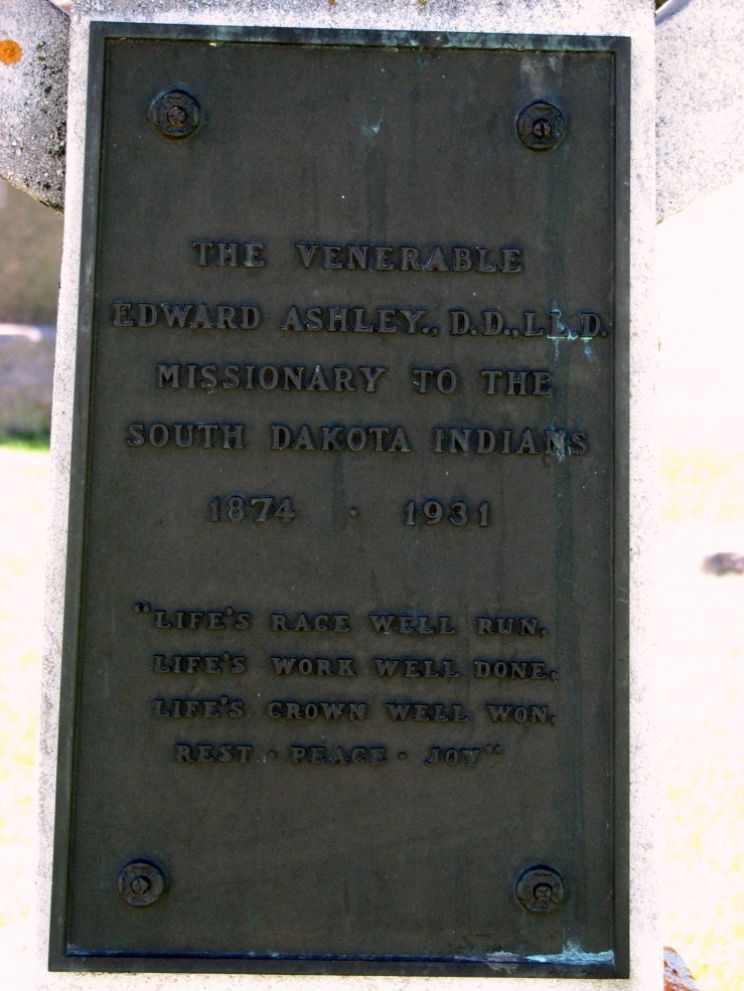 THE VENERABLE
EDWARD ASHLEY., D.D., LL.D.
MISSIONARY TO THE
SOUTH DAKOTA INDIANS
1874 · 1931
"LIFE'S RACE WELL RUN,
LIFE'S WORK WELL DONE,
LIFE'S CROWN WELL WON,
REST · PEACE · JOY"